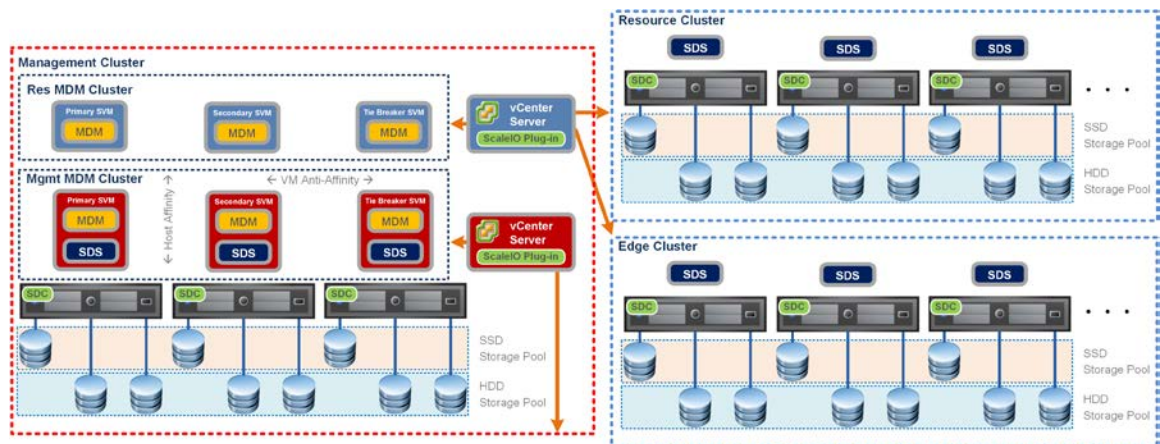 Management Cluster
Res MDM Cluster
Primary SVM
MDM
Secondary SVM
MDM
Tie Breaker SVM
MDM
vCenter
Server
ScaleIO Plug-in
Mgmt MDM Cluster
← Host Affinity →
← VM Anti-Affinity →
Primary SVM
MDM
SDS
Secondary SVM
MDM
SDS
Tie Breaker SVM
MDM
SDS
vCenter
Server
ScaleIO Plug-in
SDC
SDC
SDC
SSD
Storage Pool
HDD
Storage Pool
Resource Cluster
SDS
SDS
SDS
SDC
SDC
SDC
. . .
SSD
Storage Pool
HDD
Storage Pool
Edge Cluster
SDS
SDS
SDS
SDC
SDC
SDC
. . .
SSD
Storage Pool
HDD
Storage Pool